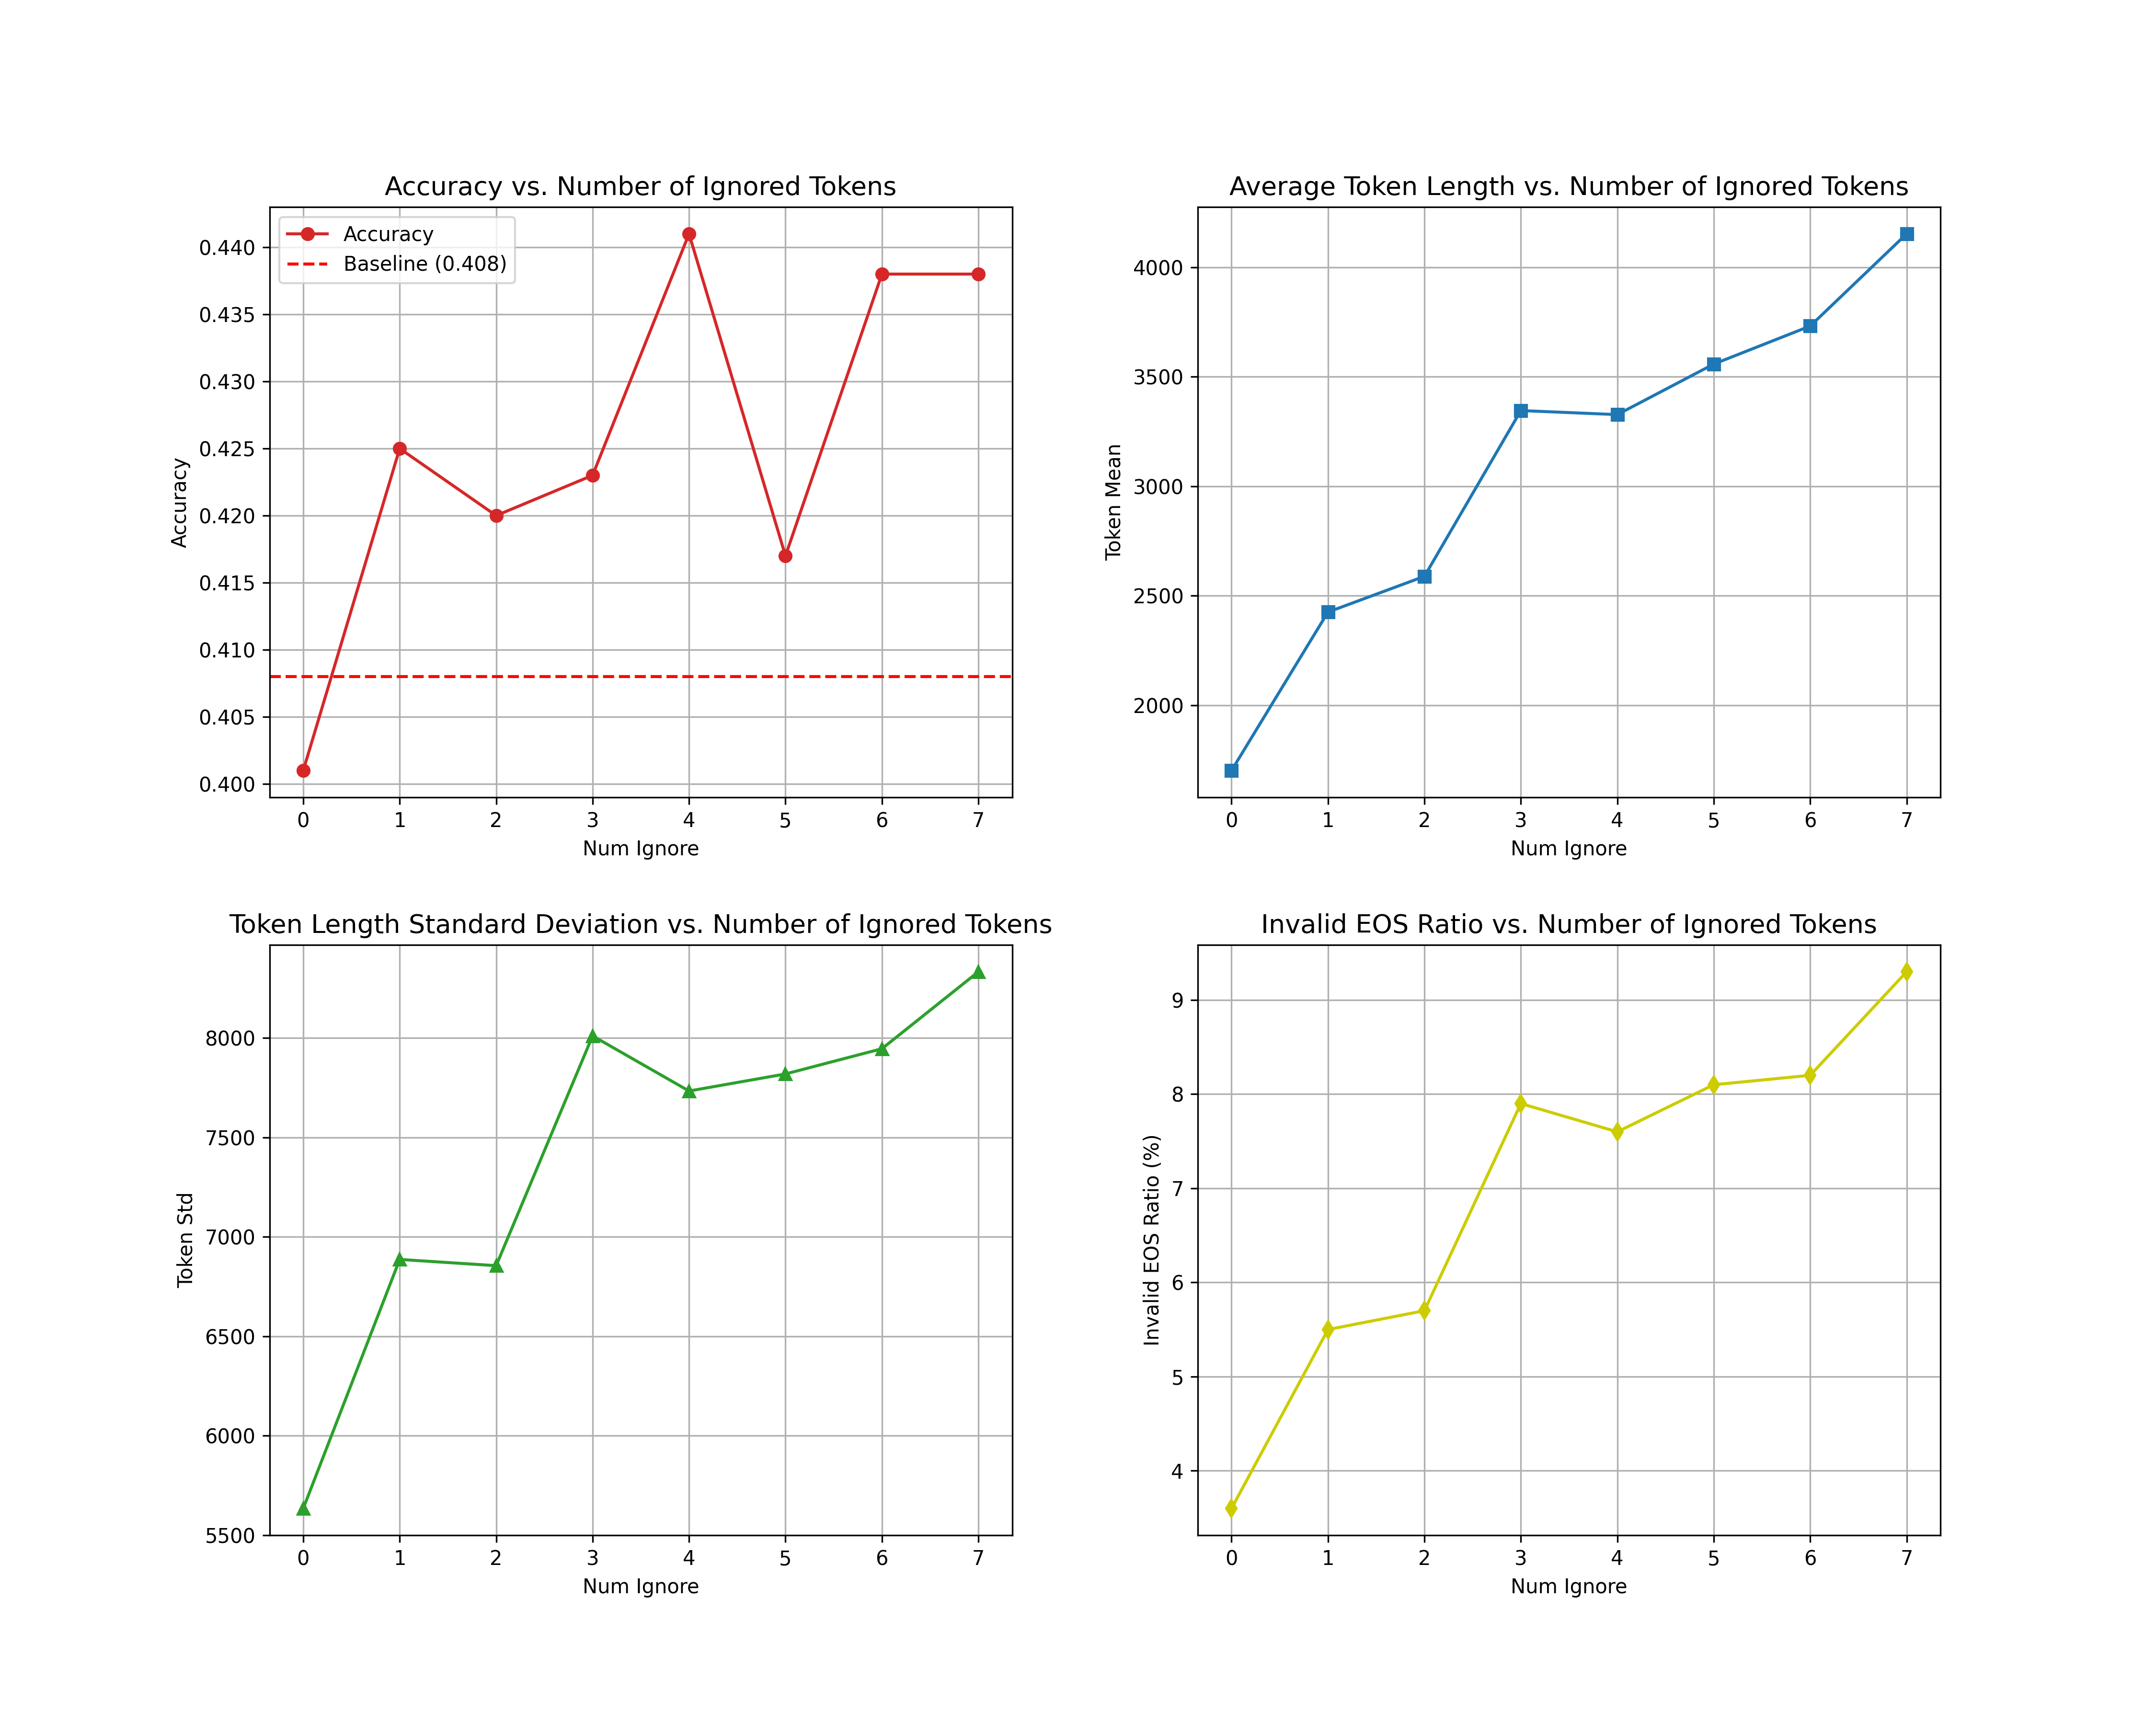 Accuracy vs. Number of Ignored Tokens
Accuracy
Baseline (0.408)
0.440
0.435
0.430
0.425
0.420
0.415
0.410
0.405
0.400
Accuracy
0 1 2 3 4 5 6 7
Num Ignore
Average Token Length vs. Number of Ignored Tokens
4000
3500
3000
2500
2000
Token Mean
0 1 2 3 4 5 6 7
Num Ignore
Token Length Standard Deviation vs. Number of Ignored Tokens
8000
7500
7000
6500
6000
5500
Token Std
0 1 2 3 4 5 6 7
Num Ignore
Invalid EOS Ratio vs. Number of Ignored Tokens
9
8
7
6
5
4
Invalid EOS Ratio (%)
0 1 2 3 4 5 6 7
Num Ignore